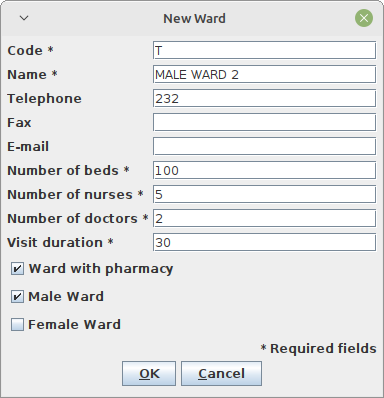 New Ward
Code * T
Name * MALE WARD 2
Telephone 232
Fax
E-mail
Number of beds * 100
Number of nurses * 5
Number of doctors * 2
Visit duration * 30
Ward with pharmacy
Male Ward
Female Ward
* Required fields
OK Cancel